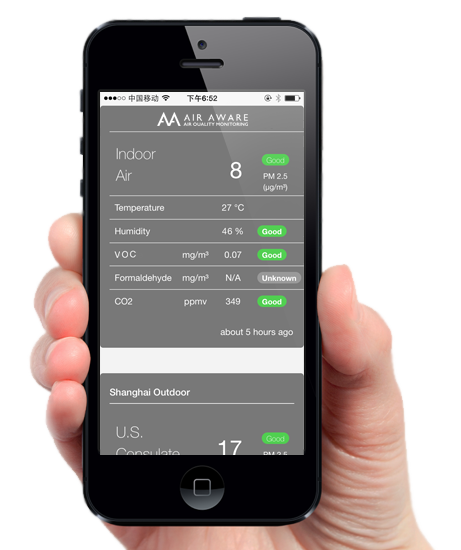 中国移动 下午6:52
AA AIR AWARE
AIR QUALITY MONITORING
Indoor Air 8 Good
PM 2.5
(µg/m³)
Temperature 27 °C
Humidity 46 % Good
VOC mg/m³ 0.07 Good
Formaldehyde mg/m³ N/A Unknown
CO2 ppmv 349 Good
about 5 hours ago
Shanghai Outdoor
U.S. Consulate 17 Good
PM 2.5